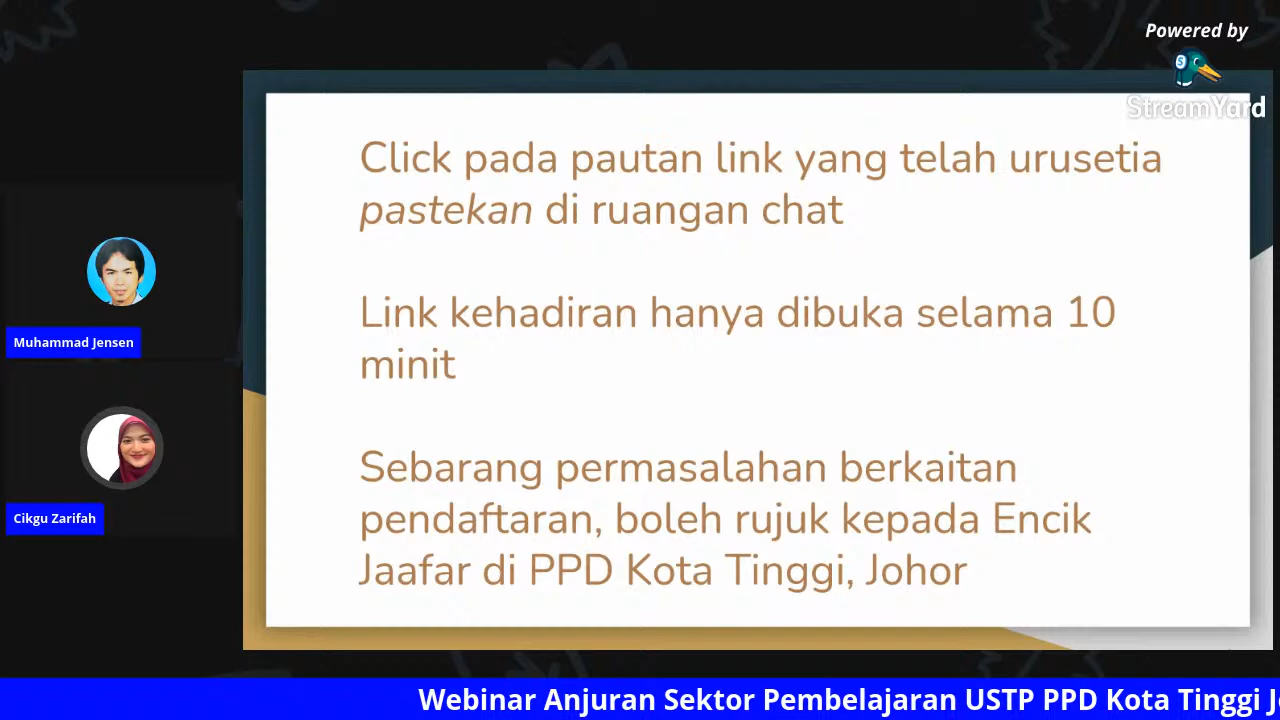 Powered by
StreamYard
Click pada pautan link yang telah urusetia
pastekan di ruangan chat
Link kehadiran hanya dibuka selama 10
minit
Sebarang permasalahan berkaitan
pendaftaran, boleh rujuk kepada Encik
Jaafar di PPD Kota Tinggi, Johor
Muhammad Jensen
Cikgu Zarifah
Webinar Anjuran Sektor Pembelajaran USTP PPD Kota Tinggi